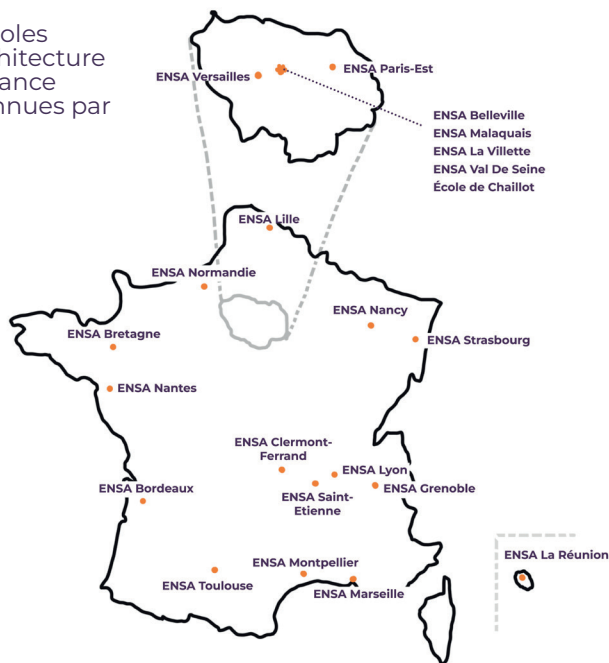 oles
hitecture
ance
nnues par
ENSA Versailles
ENSA Paris-Est
ENSA Belleville
ENSA Malaquais
ENSA La Villette
ENSA Val De Seine
École de Chaillot
ENSA Lille
ENSA Normandie
ENSA Nancy
ENSA Bretagne
ENSA Strasbourg
ENSA Nantes
ENSA Clermont-
Ferrand
ENSA Lyon
ENSA Bordeaux
ENSA Saint-
Etienne
ENSA Grenoble
ENSA La Réunion
ENSA Montpellier
ENSA Toulouse
ENSA Marseille